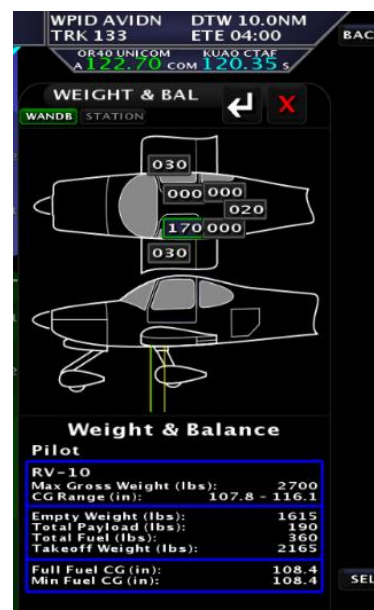 WPID AVIDN DTW 10.0NM
TRK 133 ETE 04:00
BAC
OR40 UNICOM KUAO CTAF
A 122.70 COM 120.35 S
WEIGHT & BAL
WANDB STATION
030
000 000
020
170 000
030
Weight & Balance
Pilot
RV-10
Max Gross Weight (lbs): 2700
CG Range (in): 107.8 - 116.1
Empty Weight (lbs): 1615
Total Payload (lbs): 190
Total Fuel (lbs): 360
Takeoff Weight (lbs): 2165
Full Fuel CG (in): 108.4
Min Fuel CG (in): 108.4
SEL